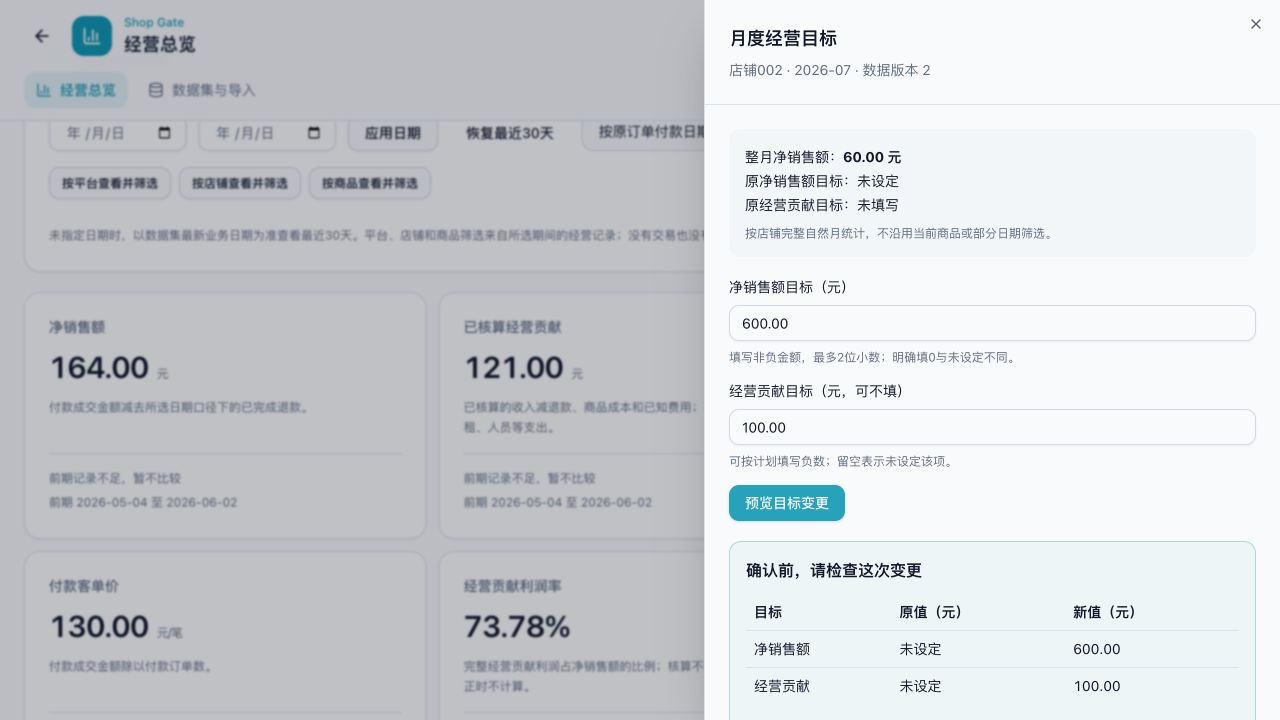 Shop Gate
经营总览
经营总览
数据集与导入
年 /月/日
年 /月/日
应用日期
恢复最近30天
按原订单付款日期
按平台查看并筛选
按店铺查看并筛选
按商品查看并筛选
未指定日期时，以数据集最新业务日期为准查看最近30天。平台、店铺和商品筛选来自所选期间的经营记录；没有交易也没有
净销售额
164.00 元
付款成交金额减去所选日期口径下的已完成退款。
前期记录不足，暂不比较
前期 2026-05-04 至 2026-06-02
已核算经营贡献
121.00 元
已核算的收入减退款、商品成本和已知费用；
租、人员等支出。
前期记录不足，暂不比较
前期 2026-05-04 至 2026-06-02
付款客单价
130.00 元/笔
付款成交金额除以付款订单数。
经营贡献利润率
73.78%
完整经营贡献利润占净销售额的比例；核算不
正时不计算。
月度经营目标
店铺002 · 2026-07 · 数据版本 2
整月净销售额：60.00 元
原净销售额目标：未设定
原经营贡献目标：未填写
按店铺完整自然月统计，不沿用当前商品或部分日期筛选。
净销售额目标（元）
600.00
填写非负金额，最多2位小数；明确填0与未设定不同。
经营贡献目标（元，可不填）
100.00
可按计划填写负数；留空表示未设定该项。
预览目标变更
确认前，请检查这次变更
目标 原值（元） 新值（元）
净销售额 未设定 600.00
经营贡献 未设定 100.00